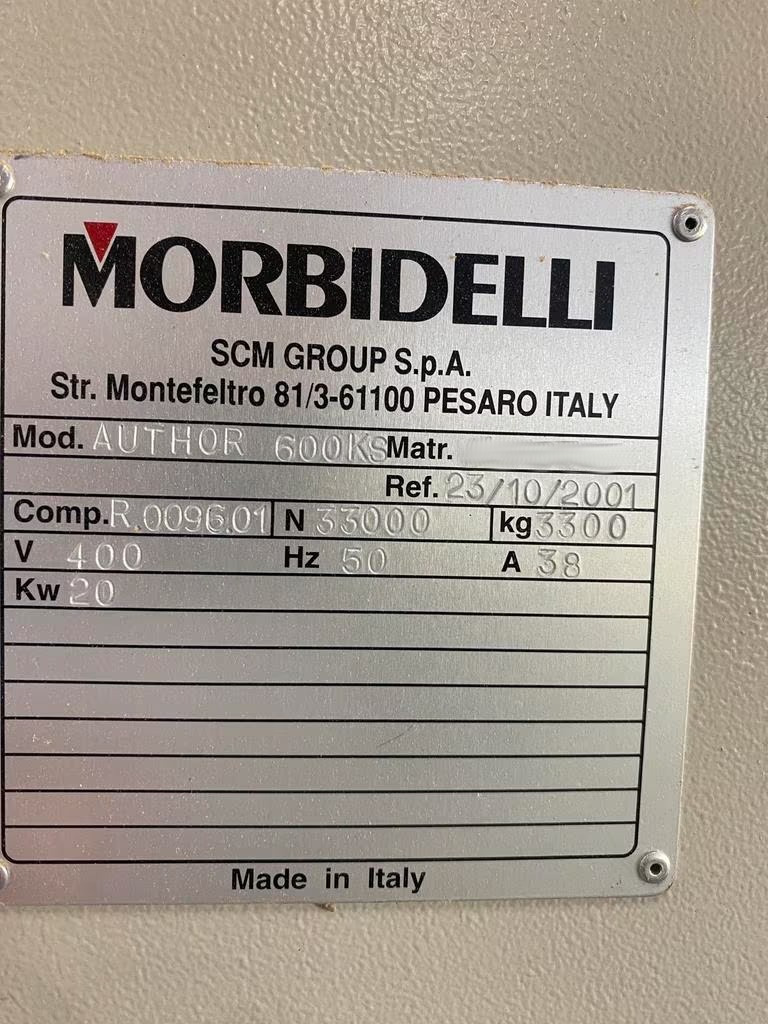 MORBIDELLI
SCM GROUP S.p.A.
Str. Montefeltro 81/3-61100 PESARO ITALY
Mod. AUTHOR 600KS Matr.
Ref. 23/10/2001
Comp. R.0096.01 N 33000 kg 3300
V 400 Hz 50 A 38
Kw 20
Made in Italy